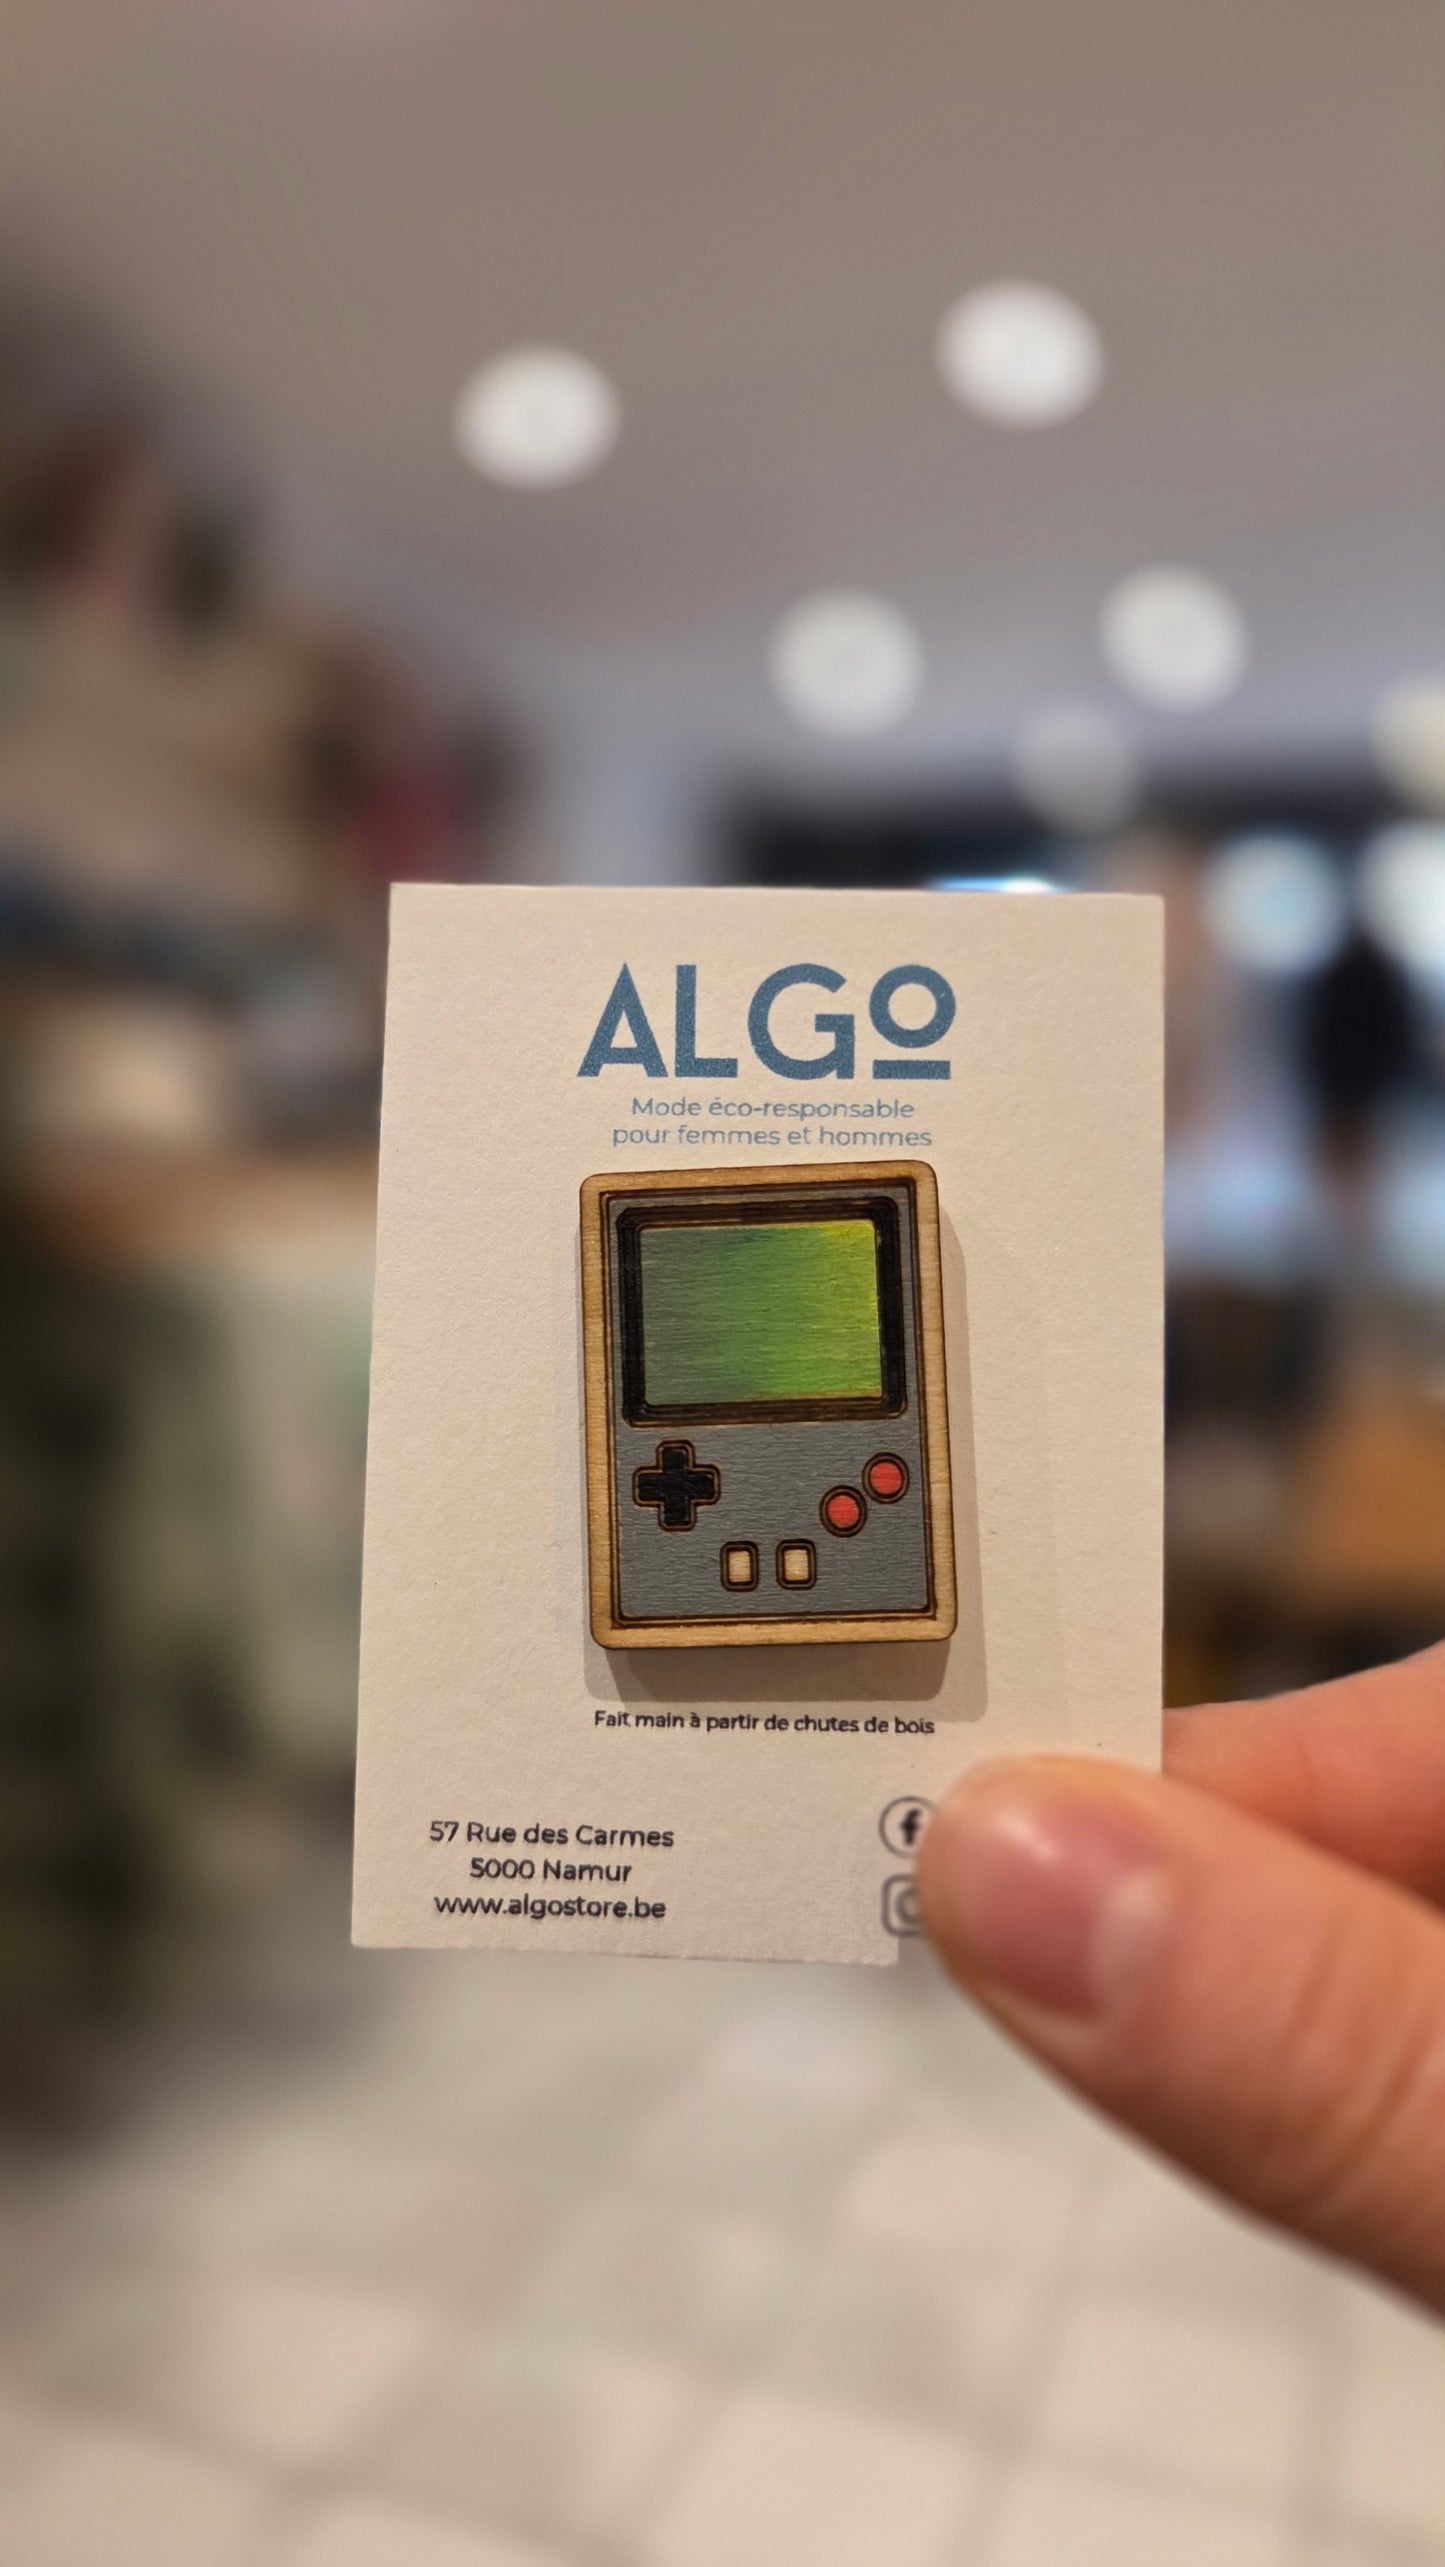 ALGO
Mode éco-responsable
pour femmes et hommes
Fait main à partir de chutes de bois
57 Rue des Carmes
5000 Namur
www.algostore.be
f